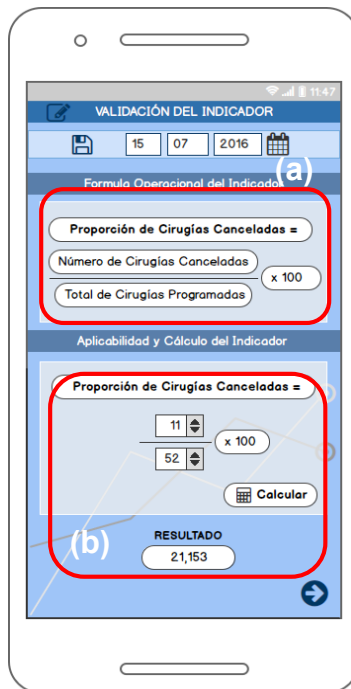 11:47
VALIDACIÓN DEL INDICADOR
15 07 2016
(a)
Formula Operacional del Indicador
Proporción de Cirugías Canceladas =
Número de Cirugías Canceladas
x 100
Total de Cirugías Programadas
Aplicabilidad y Cálculo del Indicador
Proporción de Cirugías Canceladas =
11
x 100
52
Calcular
(b)
RESULTADO
21,153